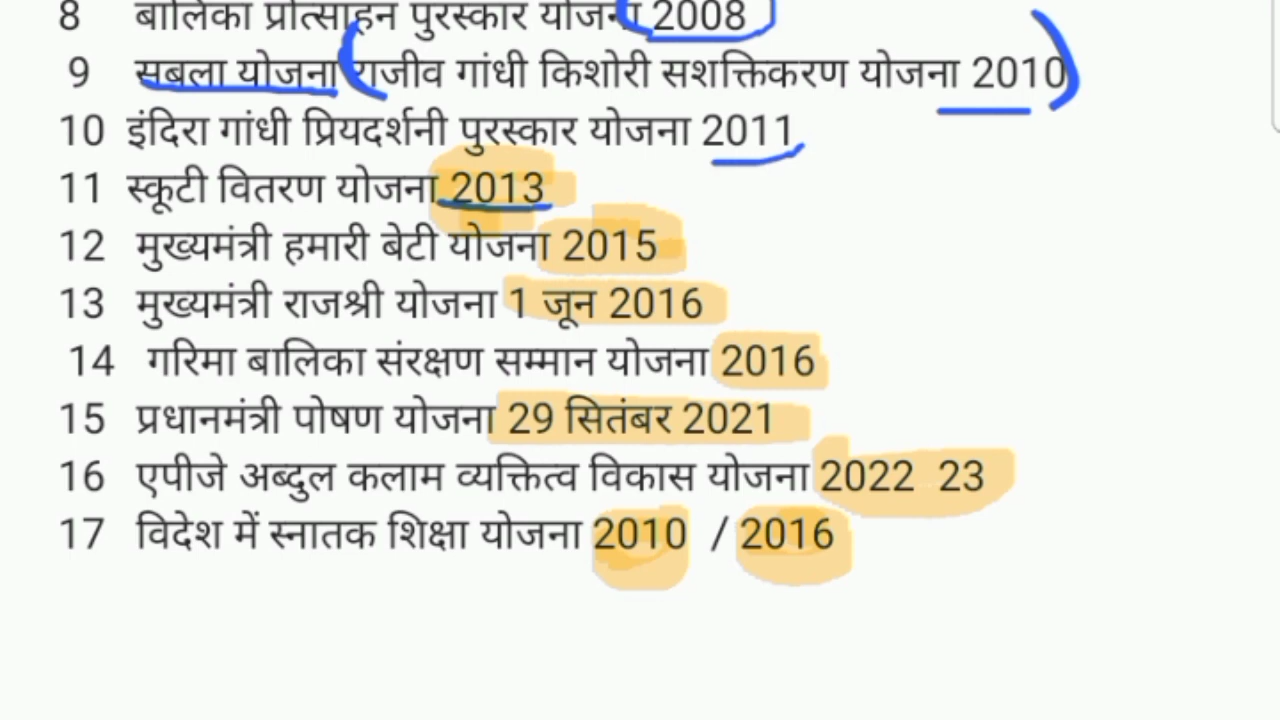 8 बालिका प्रोत्साहन पुरस्कार योजना 2008
9 सबला योजना राजीव गांधी किशोरी सशक्तिकरण योजना 2010
10 इंदिरा गांधी प्रियदर्शनी पुरस्कार योजना 2011
11 स्कूटी वितरण योजना 2013
12 मुख्यमंत्री हमारी बेटी योजना 2015
13 मुख्यमंत्री राजश्री योजना 1 जून 2016
14 गरिमा बालिका संरक्षण सम्मान योजना 2016
15 प्रधानमंत्री पोषण योजना 29 सितंबर 2021
16 एपीजे अब्दुल कलाम व्यक्तित्व विकास योजना 2022 23
17 विदेश में स्नातक शिक्षा योजना 2010 / 2016